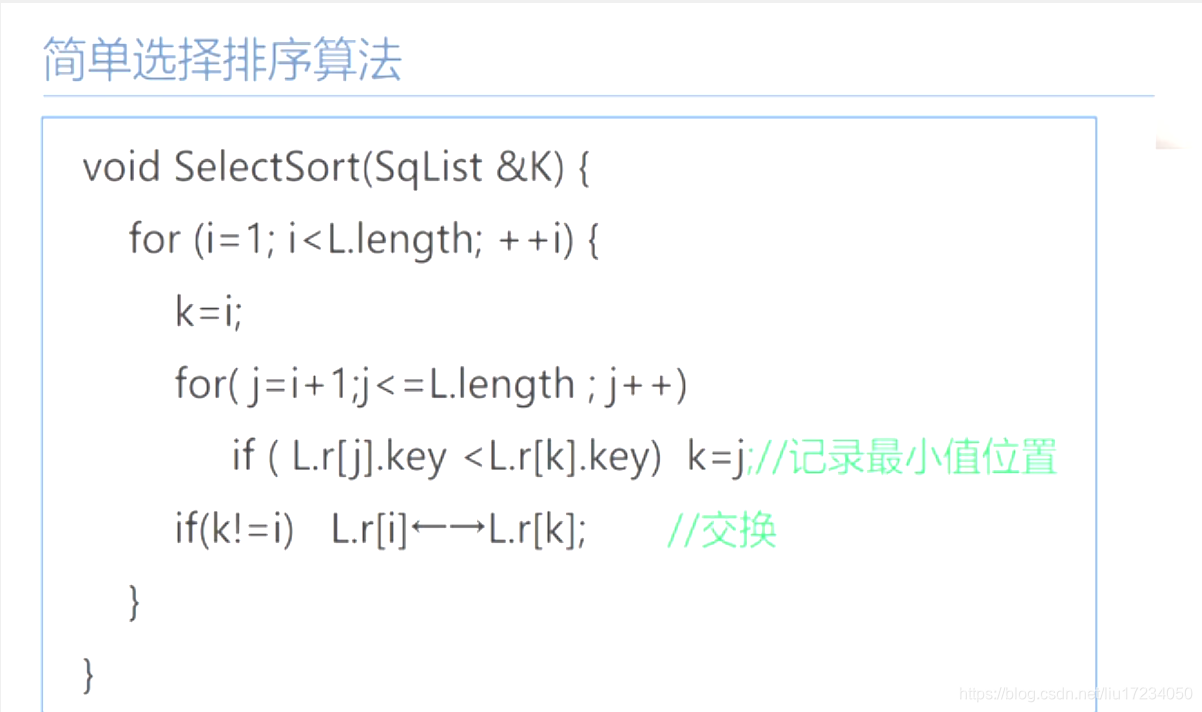 简单选择排序算法
void SelectSort(SqList &K) {
for (i=1; i<L.length; ++i) {
k=i;
for( j=i+1;j<=L.length ; j++)
if ( L.r[j].key <L.r[k].key) k=j;//记录最小值位置
if(k!=i) L.r[i]←→L.r[k]; //交换
}
}
https://blog.csdn.net/liu17234050